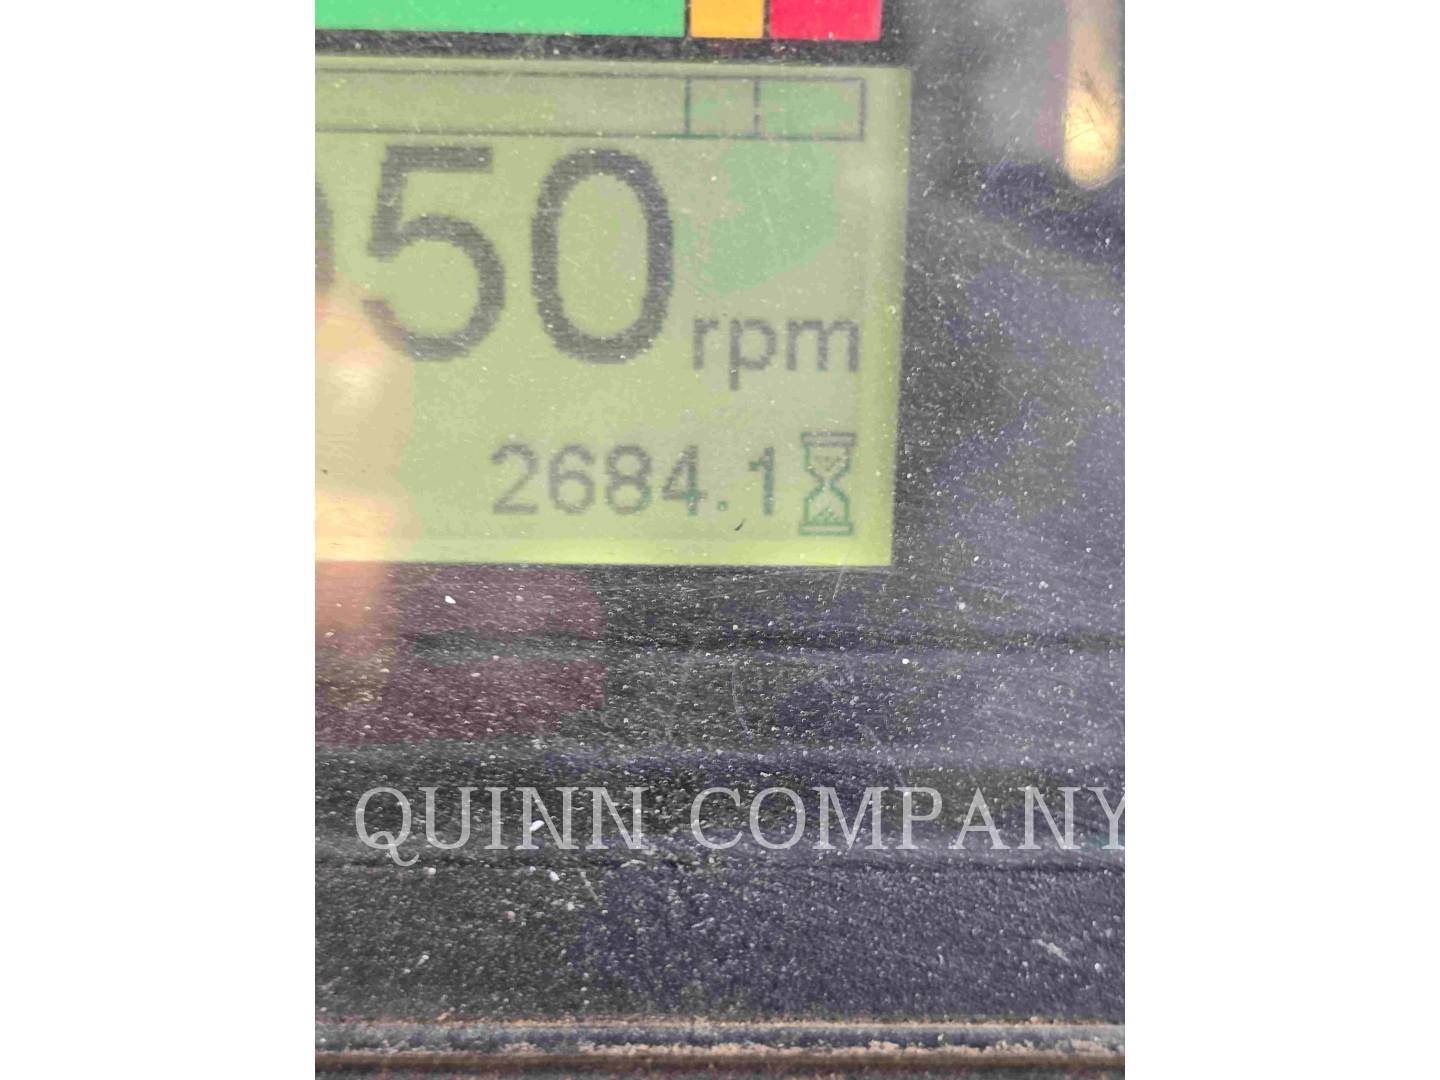 50 rpm
2684.1
QUINN COMPANY